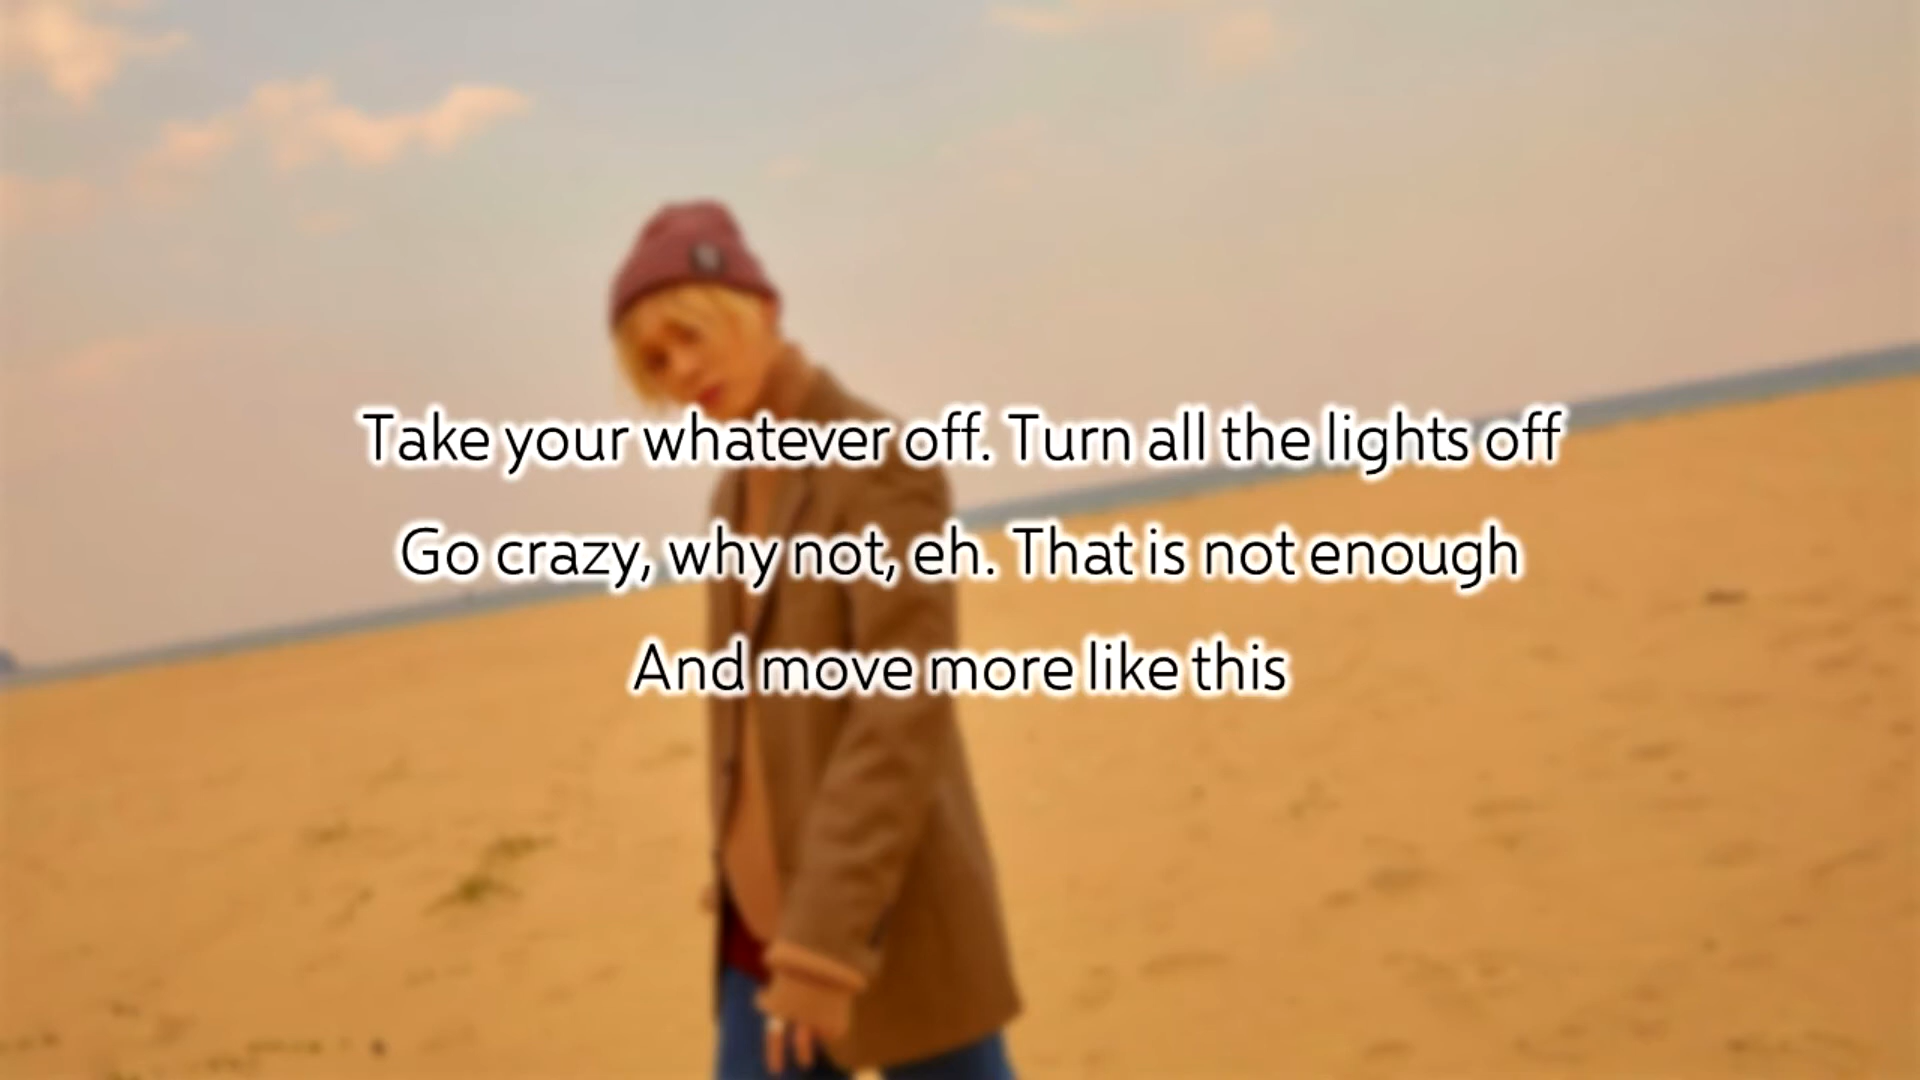 Take your whatever off. Turn all the lights off
Go crazy, why not, eh. That is not enough
And move more like this